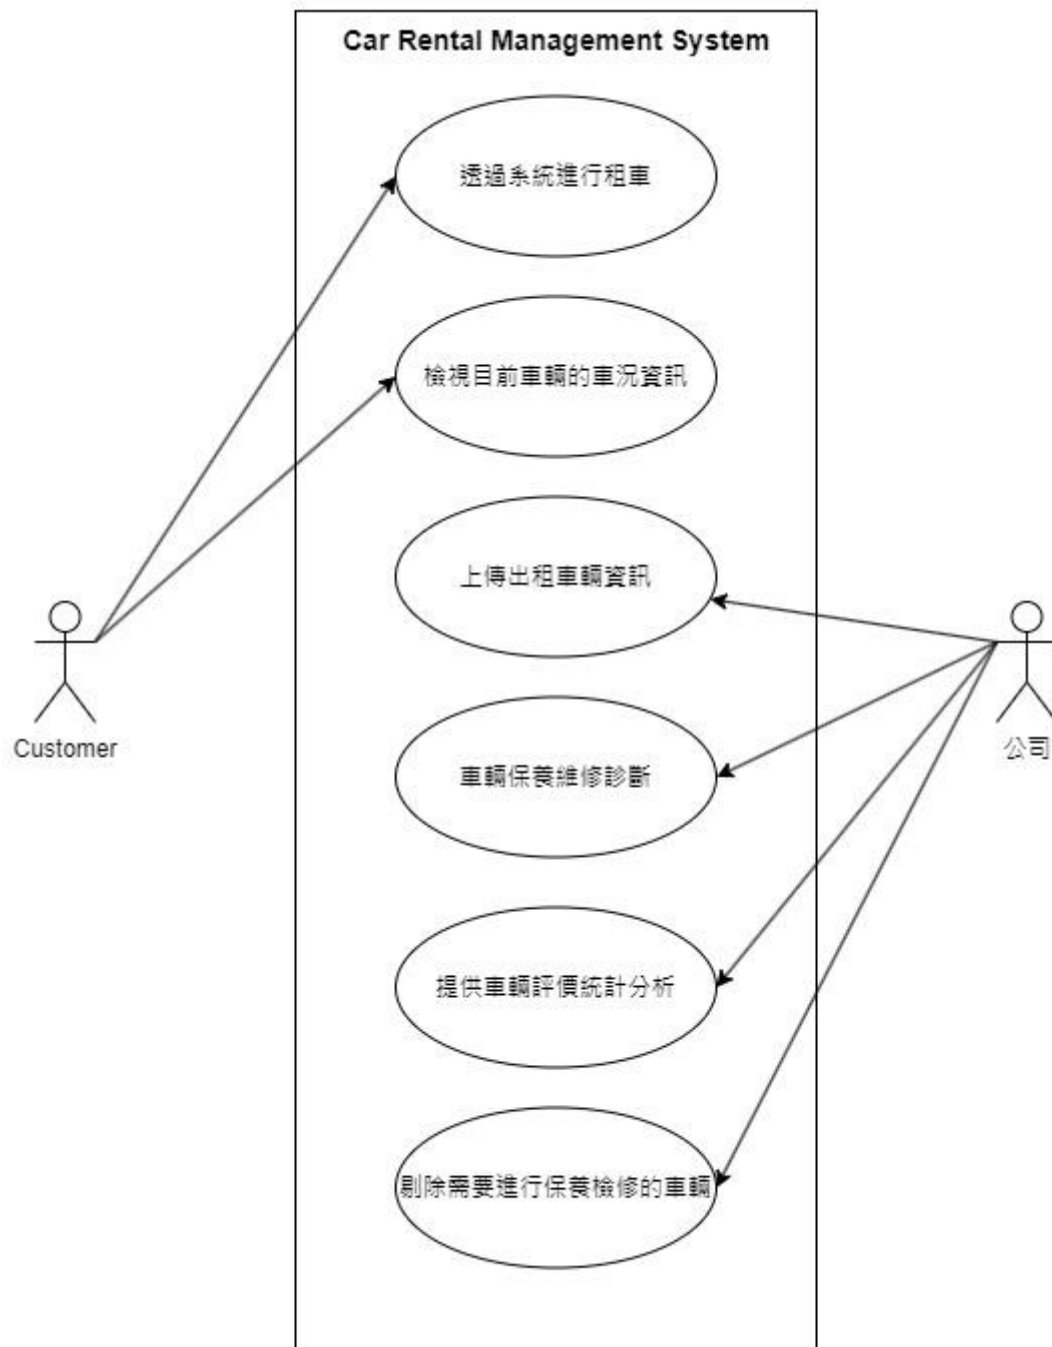 Car Rental Management System
透過系統進行租車
檢視目前車輛的車況資訊
上傳出租車輛資訊
Customer
公司
車輛保養維修診斷
提供車輛評價統計分析
剔除需要進行保養檢修的車輛